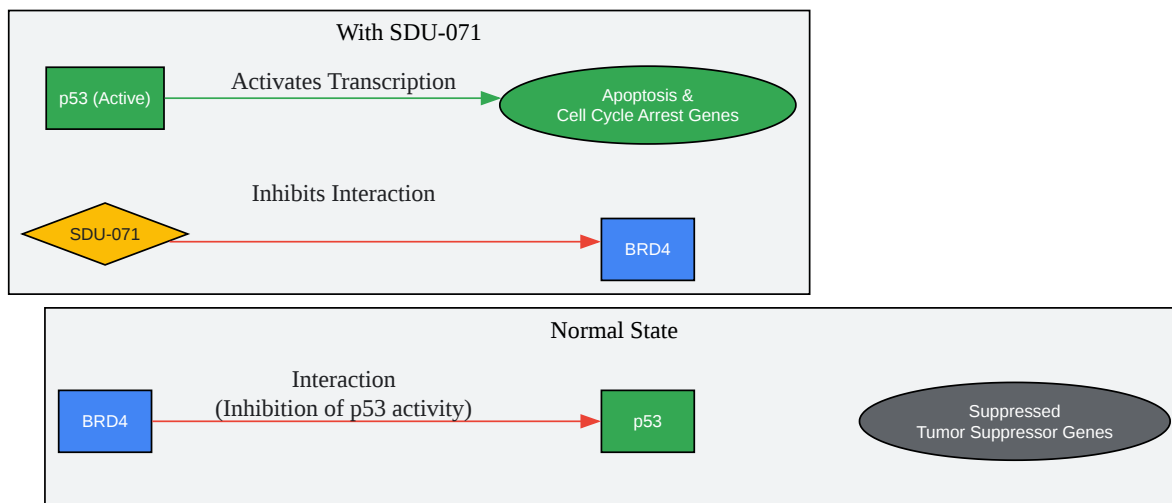 With SDU-071
p53 (Active)
Activates Transcription
Apoptosis &
Cell Cycle Arrest Genes
SDU-071
Inhibits Interaction
BRD4
Normal State
BRD4
Interaction
(Inhibition of p53 activity)
p53
Suppressed
Tumor Suppressor Genes